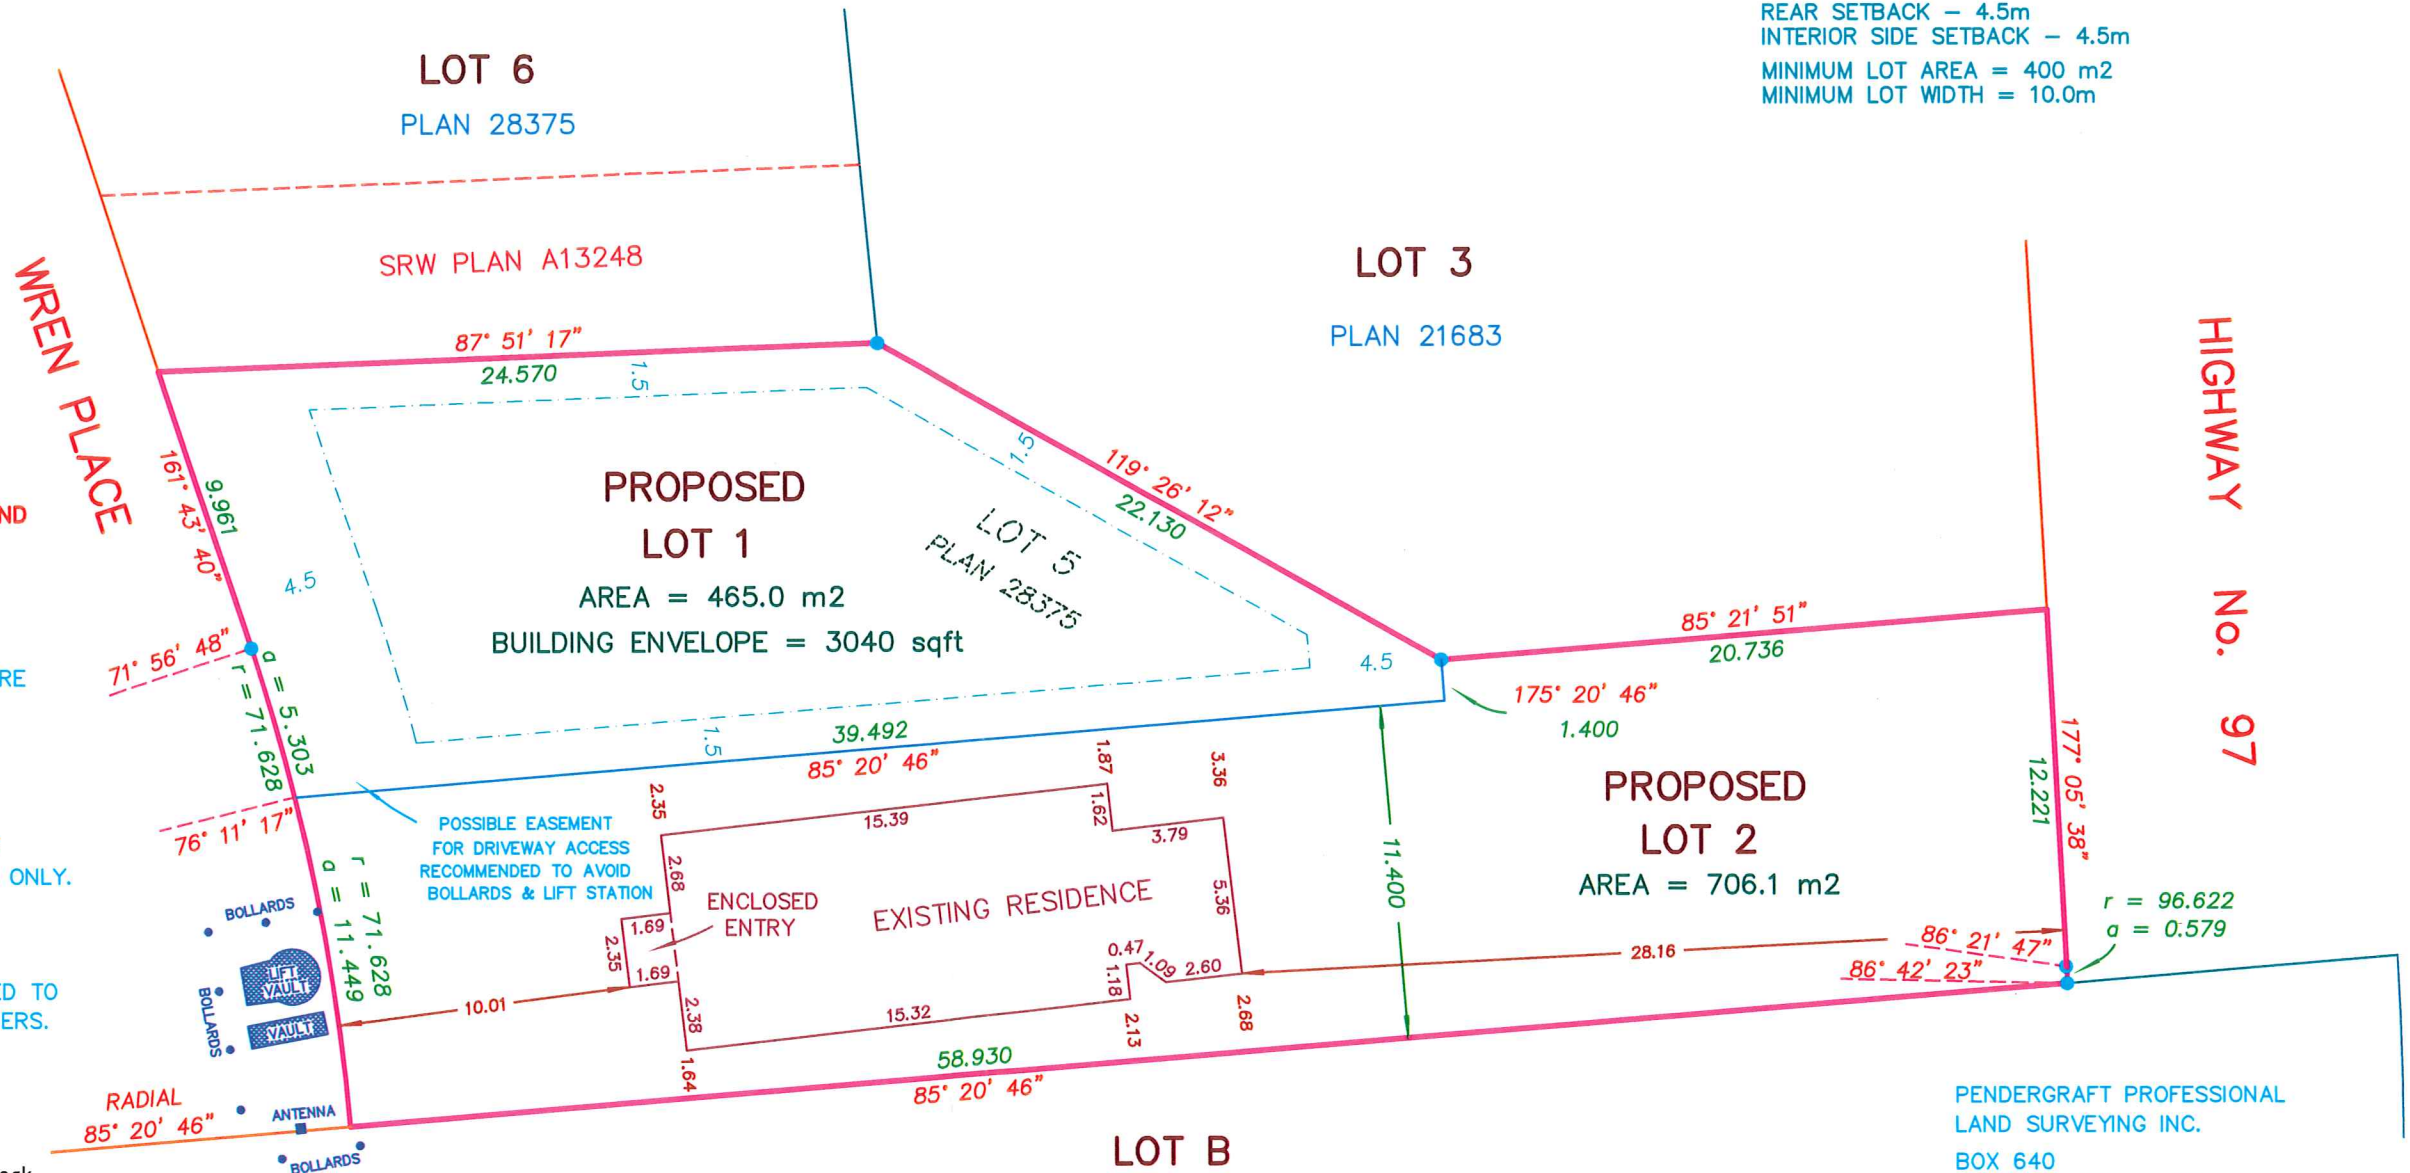 REAR SETBACK – 4.5m
INTERIOR SIDE SETBACK – 4.5m
MINIMUM LOT AREA = 400 m2
MINIMUM LOT WIDTH = 10.0m
LOT 6
PLAN 28375
SRW PLAN A13248
LOT 3
PLAN 21683
WREN PLACE
HIGHWAY No. 97
87° 51' 17"
24.570
1.5
161° 43' 40"
9.961
4.5
1.5
119° 26' 12"
22.130
PROPOSED
LOT 1
AREA = 465.0 m2
BUILDING ENVELOPE = 3040 sqft
LOT 5
PLAN 28375
ND
RE
ONLY.
ED TO
ERS.
71° 56' 48"
a = 5.303
r = 71.628
76° 11' 17"
4.5
85° 21' 51"
20.736
175° 20' 46"
1.400
39.492
85° 20' 46"
1.5
POSSIBLE EASEMENT
FOR DRIVEWAY ACCESS
RECOMMENDED TO AVOID
BOLLARDS & LIFT STATION
2.35
15.39
1.87
1.62
3.36
3.79
2.68
5.36
ENCLOSED
ENTRY
EXISTING RESIDENCE
1.69
2.35
1.69
2.38
0.47
1.09
2.60
1.18
15.32
1.64
2.13
2.68
11.400
PROPOSED
LOT 2
AREA = 706.1 m2
177° 05' 38"
12.221
r = 96.622
a = 0.579
86° 21' 47"
86° 42' 23"
28.16
10.01
r = 71.628
a = 11.449
BOLLARDS
LIFT
VAULT
BOLLARDS
VAULT
58.930
85° 20' 46"
RADIAL
85° 20' 46"
ANTENNA
BOLLARDS
LOT B
PENDERGRAFT PROFESSIONAL
LAND SURVEYING INC.
BOX 640